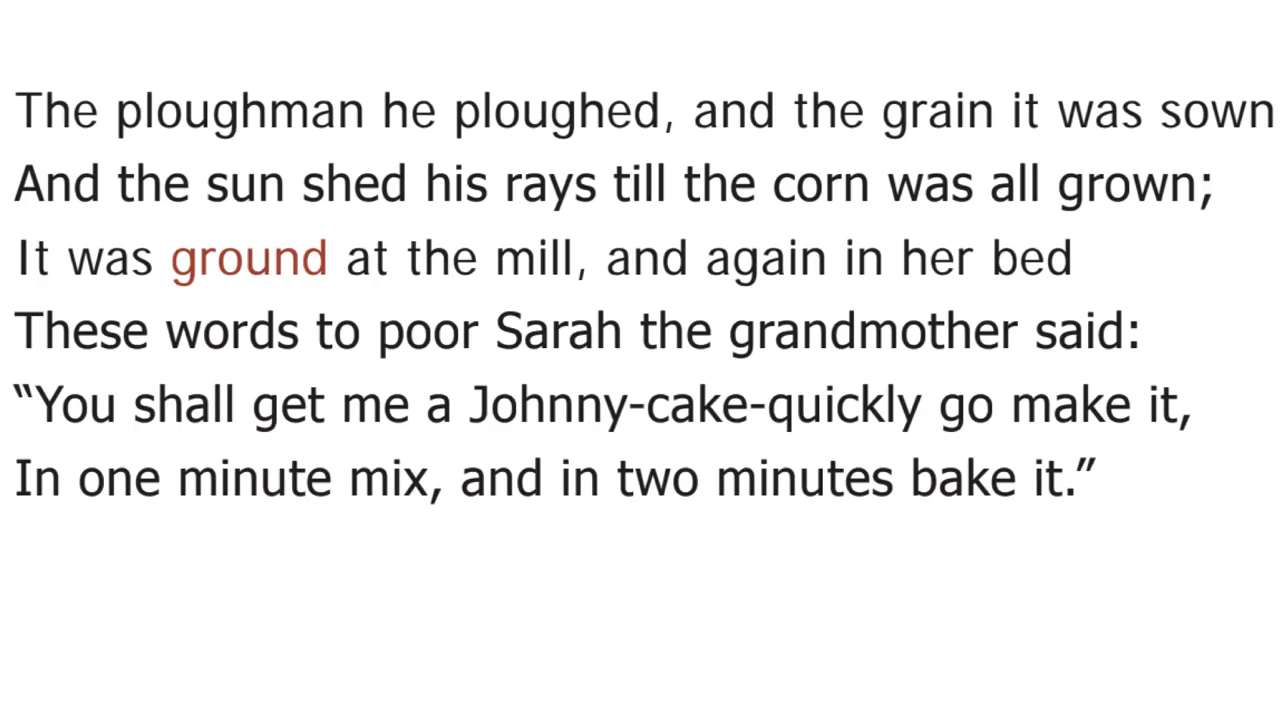 The ploughman he ploughed, and the grain it was sown
And the sun shed his rays till the corn was all grown;
It was ground at the mill, and again in her bed
These words to poor Sarah the grandmother said:
“You shall get me a Johnny-cake-quickly go make it,
In one minute mix, and in two minutes bake it.”